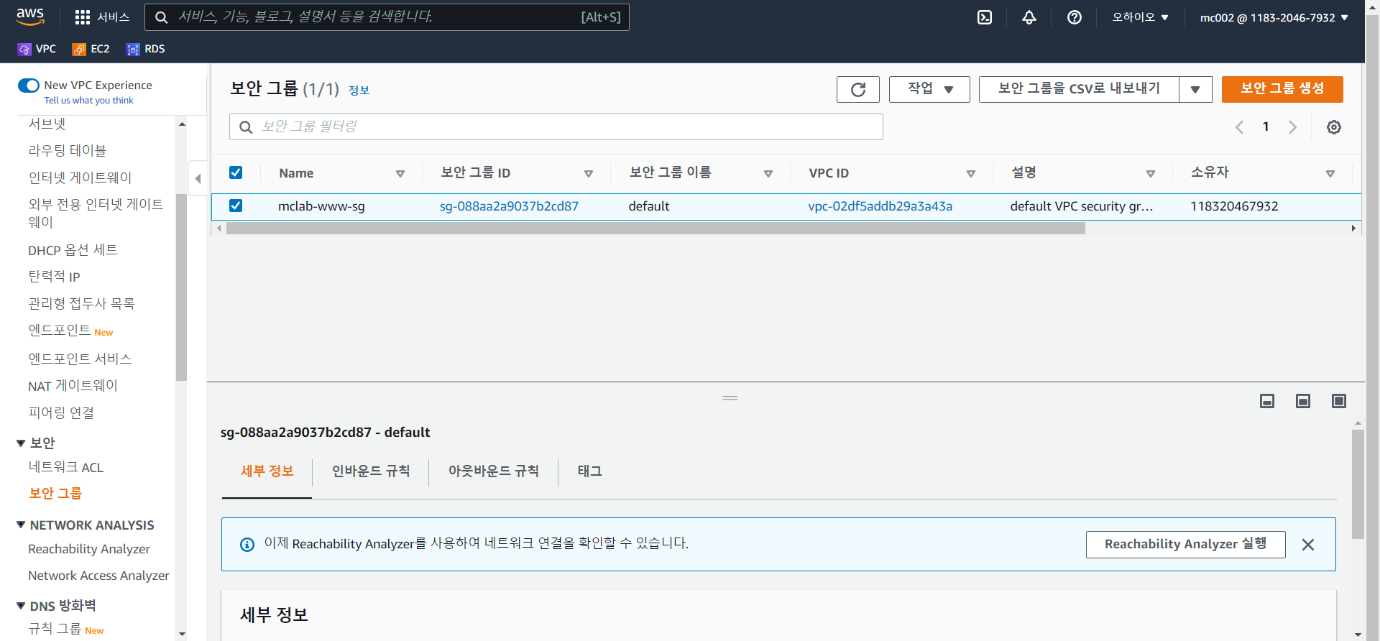 aws
서비스
서비스, 기능, 블로그, 설명서 등을 검색합니다.
[Alt+S]
오하이오 ▼
mc002 @ 1183-2046-7932 ▼
VPC
EC2
RDS
New VPC Experience
Tell us what you think
서브넷
라우팅 테이블
인터넷 게이트웨이
외부 전용 인터넷 게이트
웨이
DHCP 옵션 세트
탄력적 IP
관리형 접두사 목록
엔드포인트 New
엔드포인트 서비스
NAT 게이트웨이
피어링 연결
▼ 보안
네트워크 ACL
보안 그룹
▼ NETWORK ANALYSIS
Reachability Analyzer
Network Access Analyzer
▼ DNS 방화벽
규칙 그룹 New
보안 그룹 (1/1) 정보
작업 ▼
보안 그룹을 CSV로 내보내기
보안 그룹 생성
보안 그룹 필터링
1
Name
보안 그룹 ID
보안 그룹 이름
VPC ID
설명
소유자
mclab-www-sg
sg-088aa2a9037b2cd87
default
vpc-02df5addb29a3a43a
default VPC security gr...
118320467932
sg-088aa2a9037b2cd87 - default
세부 정보
인바운드 규칙
아웃바운드 규칙
태그
이제 Reachability Analyzer를 사용하여 네트워크 연결을 확인할 수 있습니다.
Reachability Analyzer 실행
세부 정보